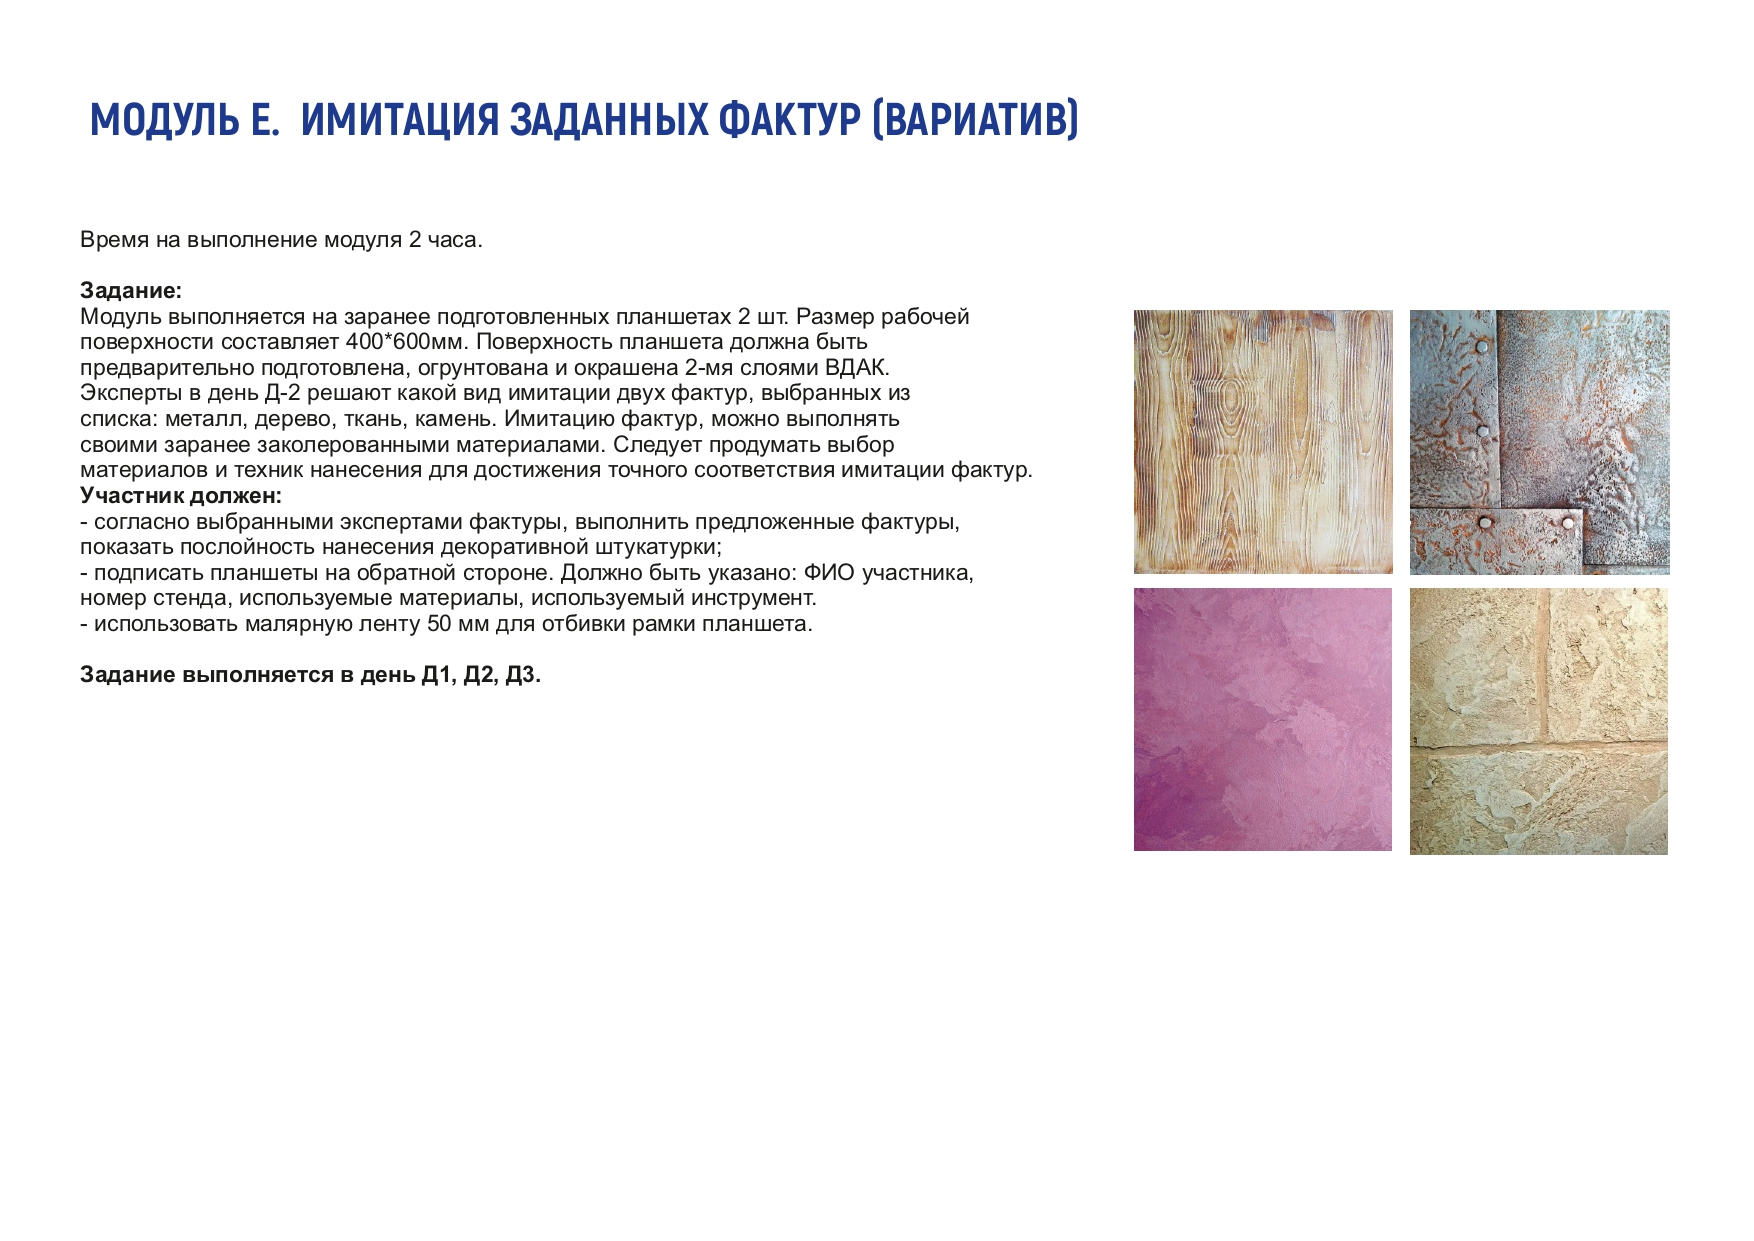 МОДУЛЬ Е. ИМИТАЦИЯ ЗАДАННЫХ ФАКТУР (ВАРИАТИВ)
Время на выполнение модуля 2 часа.
Задание:
Модуль выполняется на заранее подготовленных планшетах 2 шт. Размер рабочей
поверхности составляет 400*600мм. Поверхность планшета должна быть
предварительно подготовлена, огрунтована и окрашена 2-мя слоями ВДАК.
Эксперты в день Д-2 решают какой вид имитации двух фактур, выбранных из
списка: металл, дерево, ткань, камень. Имитацию фактур, можно выполнять
своими заранее заколерованными материалами. Следует продумать выбор
материалов и техник нанесения для достижения точного соответствия имитации фактур.
Участник должен:
- согласно выбранными экспертами фактуры, выполнить предложенные фактуры,
показать послойность нанесения декоративной штукатурки;
- подписать планшеты на обратной стороне. Должно быть указано: ФИО участника,
номер стенда, используемые материалы, используемый инструмент.
- использовать малярную ленту 50 мм для отбивки рамки планшета.
Задание выполняется в день Д1, Д2, Д3.